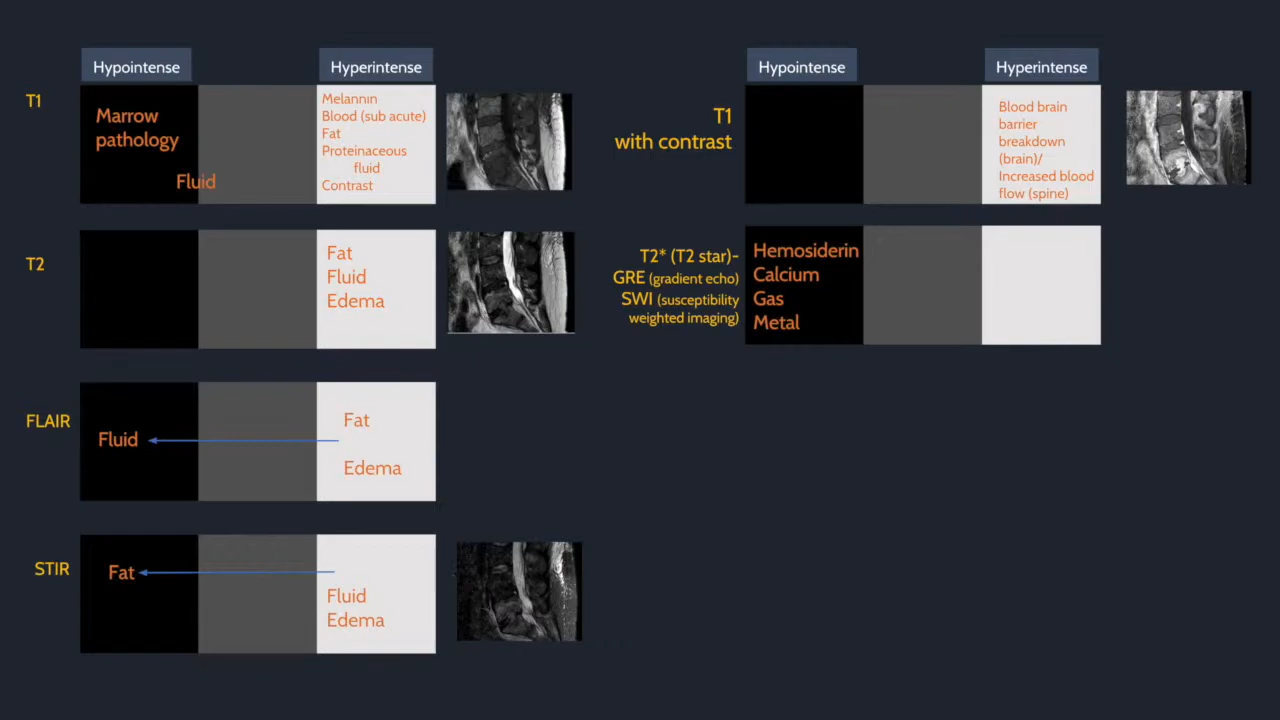 Hypointense
Hyperintense
T1
Marrow
pathology
Fluid
Melannin
Blood (sub acute)
Fat
Proteinaceous
fluid
Contrast
T2
Fat
Fluid
Edema
FLAIR
Fluid
Fat
Edema
STIR
Fat
Fluid
Edema
Hypointense
Hyperintense
T1
with contrast
Blood brain
barrier
breakdown
(brain)/
Increased blood
flow (spine)
T2* (T2 star)-
GRE (gradient echo)
SWI (susceptibility
weighted imaging)
Hemosiderin
Calcium
Gas
Metal